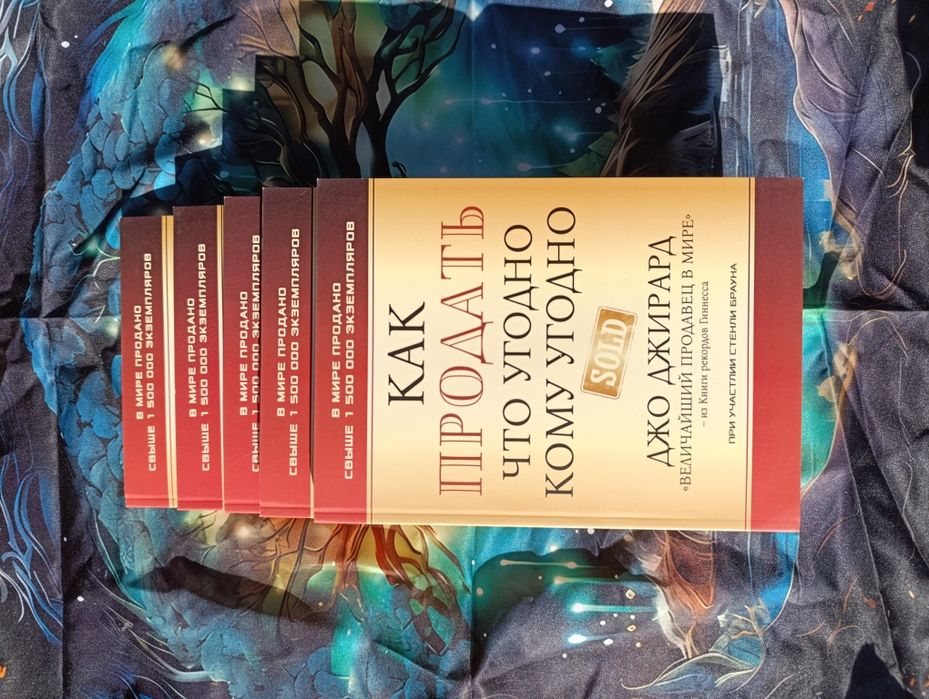 В МИРЕ ПРОДАНО
СВЫШЕ 1 500 000 ЭКЗЕМПЛЯРОВ
В МИРЕ ПРОДАНО
СВЫШЕ 1 500 000 ЭКЗЕМПЛЯРОВ
В МИРЕ ПРОДАНО
СВЫШЕ 1 500 000 ЭКЗЕМПЛЯРОВ
В МИРЕ ПРОДАНО
СВЫШЕ 1 500 000 ЭКЗЕМПЛЯРОВ
В МИРЕ ПРОДАНО
СВЫШЕ 1 500 000 ЭКЗЕМПЛЯРОВ
КАК
ПРОДАТЬ
ЧТО УГОДНО
КОМУ УГОДНО
SOLD
ДЖО ДЖИРАРД
«ВЕЛИЧАЙШИЙ ПРОДАВЕЦ В МИРЕ»
– из Книги рекордов Гиннесса
ПРИ УЧАСТИИ СТЕНЛИ БРАУНА